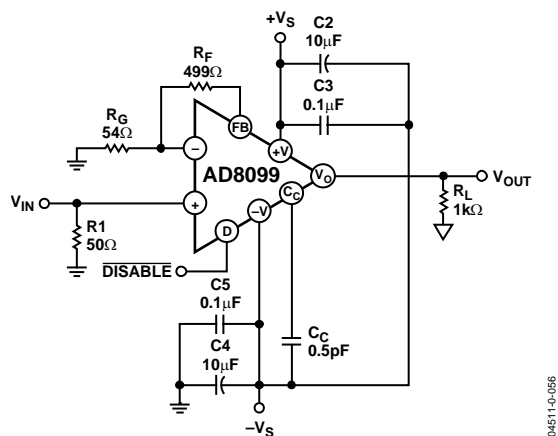 +VS
C2
10μF
C3
0.1μF
RF
499Ω
RG
54Ω
FB
+V
−
AD8099
VO
VOUT
VIN
+
CC
RL
1kΩ
−V
R1
50Ω
D
DISABLE
C5
0.1μF
CC
0.5pF
C4
10μF
−VS
04511-0-056